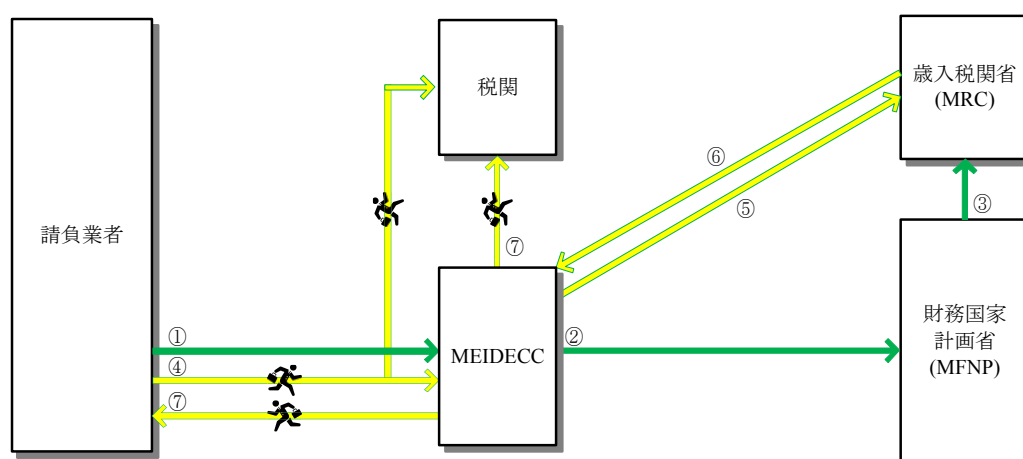 税関
歳入税関省
(MRC)
⑥
⑤
③
請負業者
⑦
財務国家
計画省
(MFNP)
①
②
MEIDECC
④
⑦